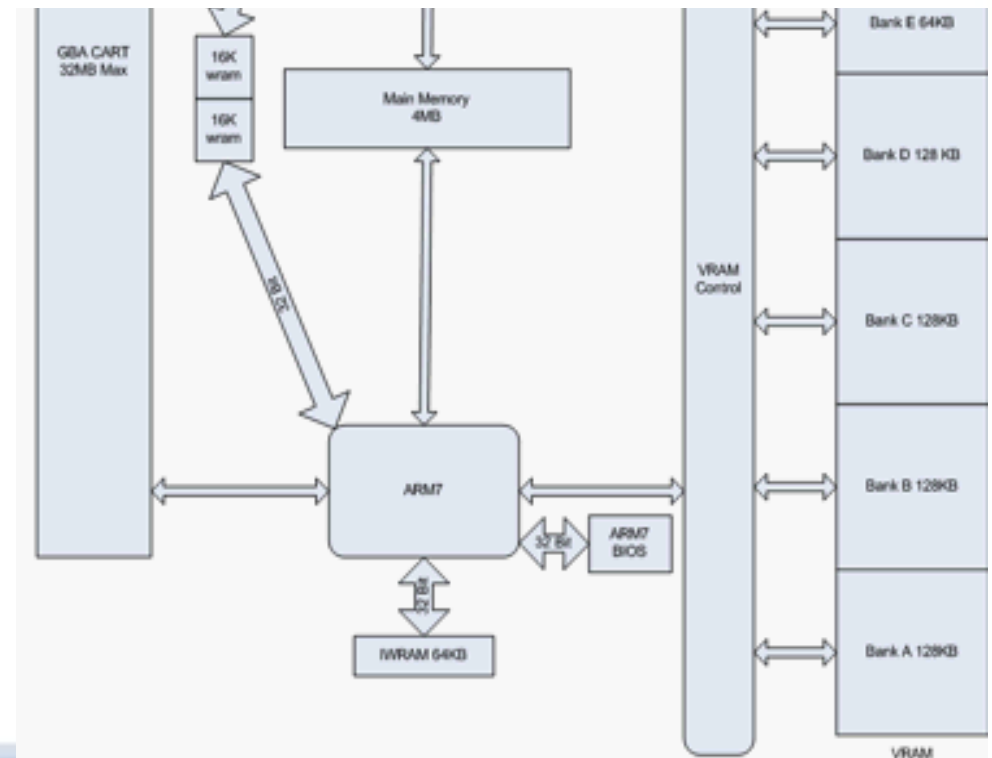 GBA CART
32MB Max
16K
wram
16K
wram
Main Memory
4MB
Bank E 64KB
Bank D 128 KB
VRAM
Control
Bank C 128KB
32 Bit
ARM7
Bank B 128KB
32 Bit
ARM7
BIOS
32 Bit
IWRAM 64KB
Bank A 128KB
VRAM